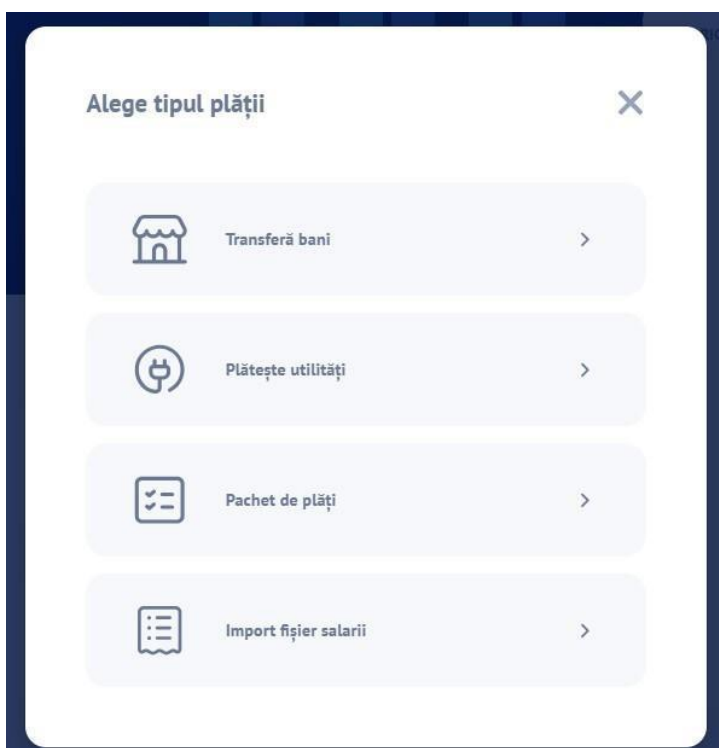 Alege tipul plății
Transferă bani
Plătește utilități
Pachet de plăți
Import fișier salarii